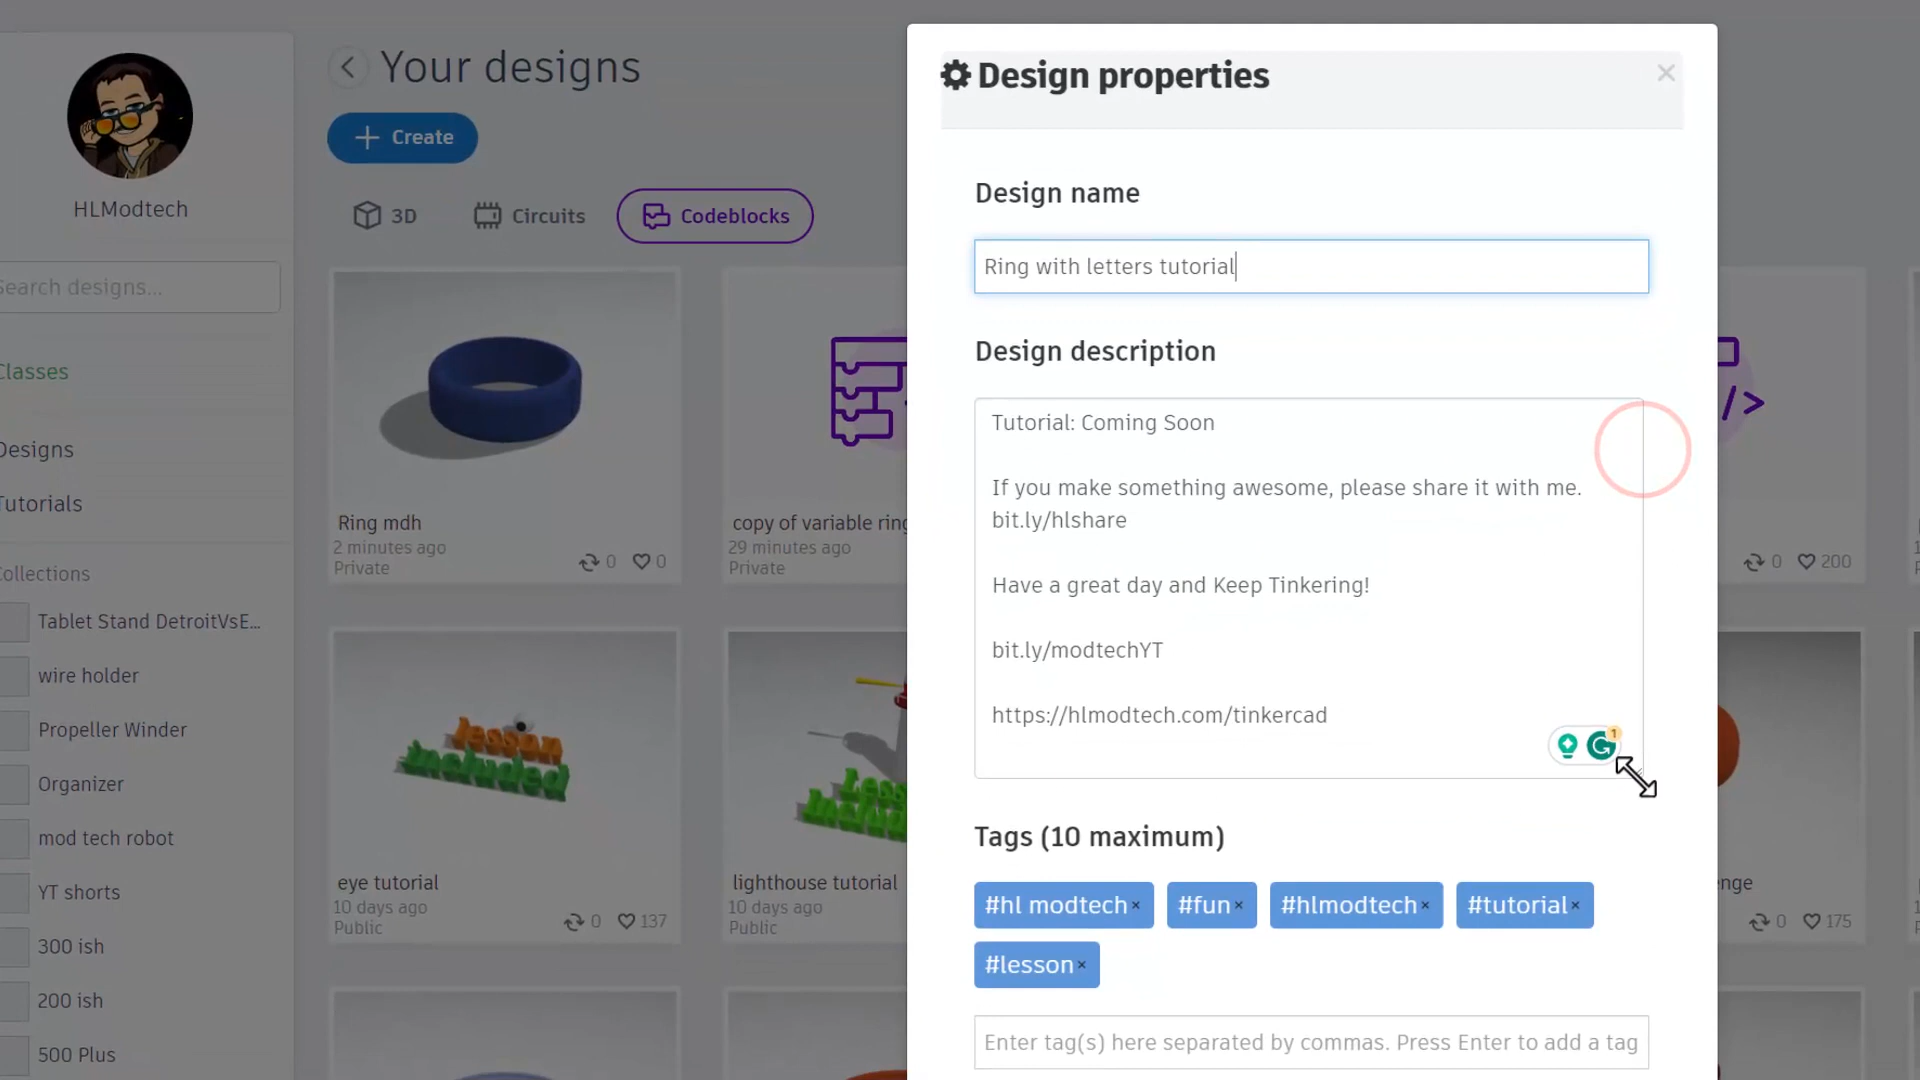 HLModtech
Search designs...
Classes
Designs
Tutorials
Collections
Tablet Stand DetroitVsE...
wire holder
Propeller Winder
Organizer
mod tech robot
YT shorts
300 ish
200 ish
500 Plus
Your designs
Create
3D
Circuits
Codeblocks
Ring mdh
2 minutes ago
Private
0
0
copy of variable ring
29 minutes ago
Private
0
200
eye tutorial
10 days ago
Public
0
137
lighthouse tutorial
10 days ago
Public
nge
0
175
Design properties
Design name
Ring with letters tutorial
Design description
Tutorial: Coming Soon
If you make something awesome, please share it with me.
bit.ly/hlshare
Have a great day and Keep Tinkering!
bit.ly/modtechYT
https://hlmodtech.com/tinkercad
1
Tags (10 maximum)
#hl modtech× #fun× #hlmodtech× #tutorial×
#lesson×
Enter tag(s) here separated by commas. Press Enter to add a tag